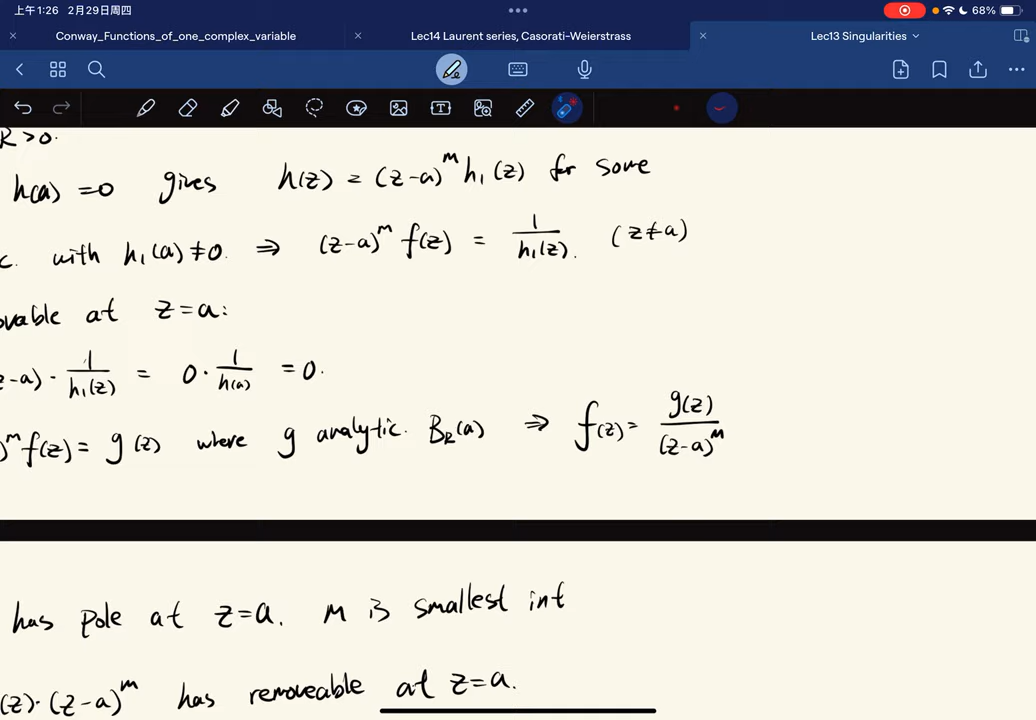 上午1:26 2月29日周四
68%
Conway_Functions_of_one_complex_variable
Lec14 Laurent series, Casorati-Weierstrass
Lec13 Singularities
R >0.
h(a) =0 gives h(z) = (z-a)^m h₁(z) for some
c. with h₁(a) ≠0. ⇒ (z-a)^m f(z) = 1/h₁(z). (z≠a)
ovable at z=a:
z-a) · 1/h₁(z) = 0 · 1/h(a) = 0.
)^m f(z) = g(z) where g analytic. B_R(a) ⇒ f(z) = g(z)/(z-a)^m
has pole at z=a. m is smallest int
(z)·(z-a)^m has removeable at z=a.